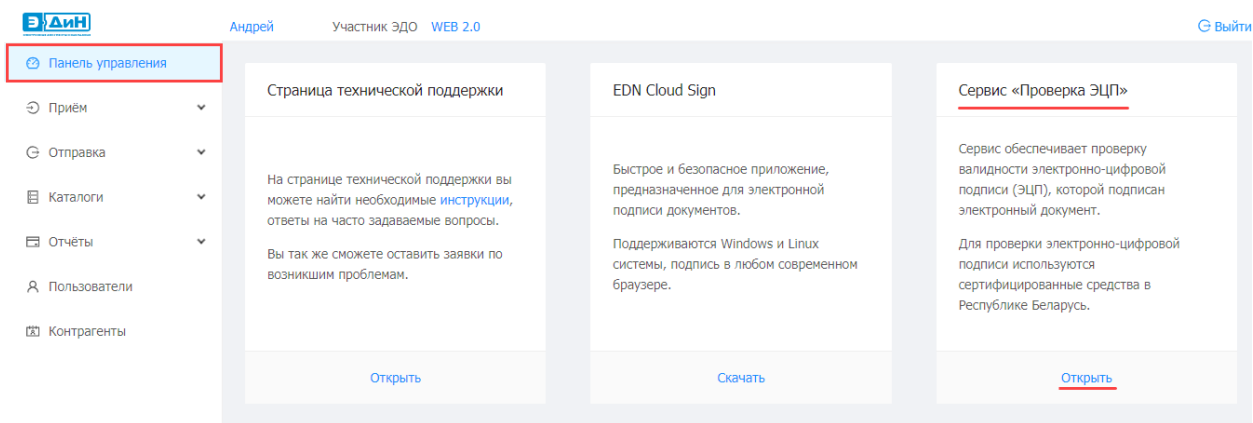 Э ДиН
Андрей Участник ЭДО WEB 2.0 Выйти
Панель управления
Приём
Отправка
Каталоги
Отчёты
Пользователи
Контрагенты
Страница технической поддержки
На странице технической поддержки вы
можете найти необходимые инструкции,
ответы на часто задаваемые вопросы.
Вы так же сможете оставить заявки по
возникшим проблемам.
Открыть
EDN Cloud Sign
Быстрое и безопасное приложение,
предназначенное для электронной
подписи документов.
Поддерживаются Windows и Linux
системы, подпись в любом современном
браузере.
Скачать
Сервис «Проверка ЭЦП»
Сервис обеспечивает проверку
валидности электронно-цифровой
подписи (ЭЦП), которой подписан
электронный документ.
Для проверки электронно-цифровой
подписи используются
сертифицированные средства в
Республике Беларусь.
Открыть